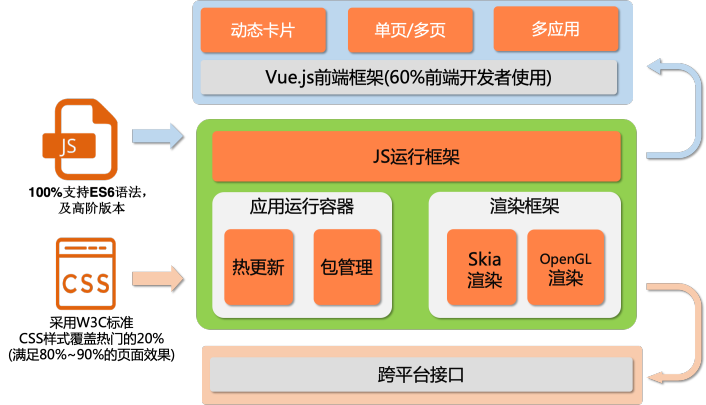 动态卡片
单页/多页
多应用
Vue.js前端框架(60%前端开发者使用)
JS
100%支持ES6语法，
及高阶版本
JS运行框架
应用运行容器
渲染框架
热更新
包管理
Skia
渲染
OpenGL
渲染
CSS
采用W3C标准
CSS样式覆盖热门的20%
(满足80%~90%的页面效果)
跨平台接口